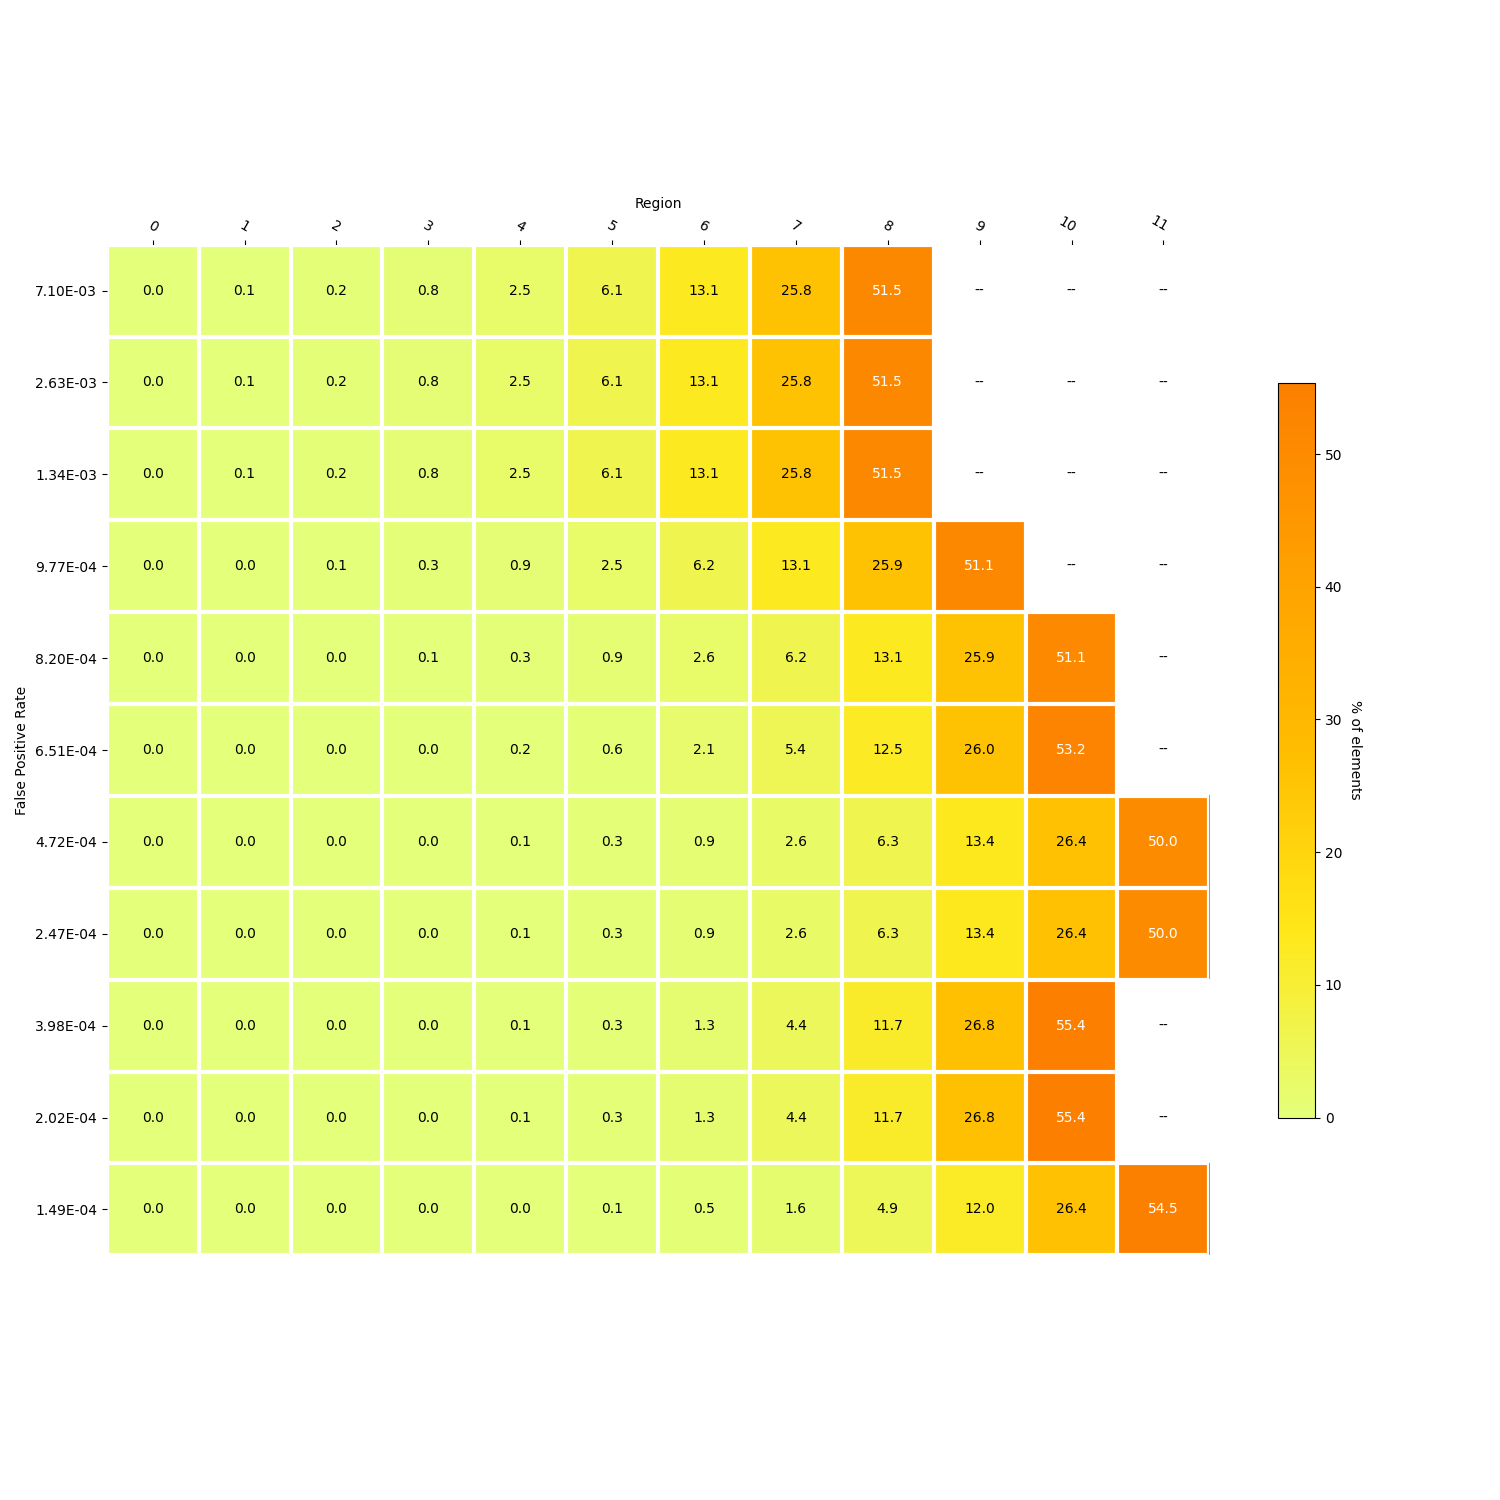 Region
0 1 2 3 4 5 6 7 8 9 10 11
7.10E-03 0.0 0.1 0.2 0.8 2.5 6.1 13.1 25.8 51.5 -- -- --
2.63E-03 0.0 0.1 0.2 0.8 2.5 6.1 13.1 25.8 51.5 -- -- --
1.34E-03 0.0 0.1 0.2 0.8 2.5 6.1 13.1 25.8 51.5 -- -- --
9.77E-04 0.0 0.0 0.1 0.3 0.9 2.5 6.2 13.1 25.9 51.1 -- --
8.20E-04 0.0 0.0 0.0 0.1 0.3 0.9 2.6 6.2 13.1 25.9 51.1 --
6.51E-04 0.0 0.0 0.0 0.0 0.2 0.6 2.1 5.4 12.5 26.0 53.2 --
4.72E-04 0.0 0.0 0.0 0.0 0.1 0.3 0.9 2.6 6.3 13.4 26.4 50.0
2.47E-04 0.0 0.0 0.0 0.0 0.1 0.3 0.9 2.6 6.3 13.4 26.4 50.0
3.98E-04 0.0 0.0 0.0 0.0 0.1 0.3 1.3 4.4 11.7 26.8 55.4 --
2.02E-04 0.0 0.0 0.0 0.0 0.1 0.3 1.3 4.4 11.7 26.8 55.4 --
1.49E-04 0.0 0.0 0.0 0.0 0.0 0.1 0.5 1.6 4.9 12.0 26.4 54.5
False Positive Rate
50
40
30
20
10
0
% of elements